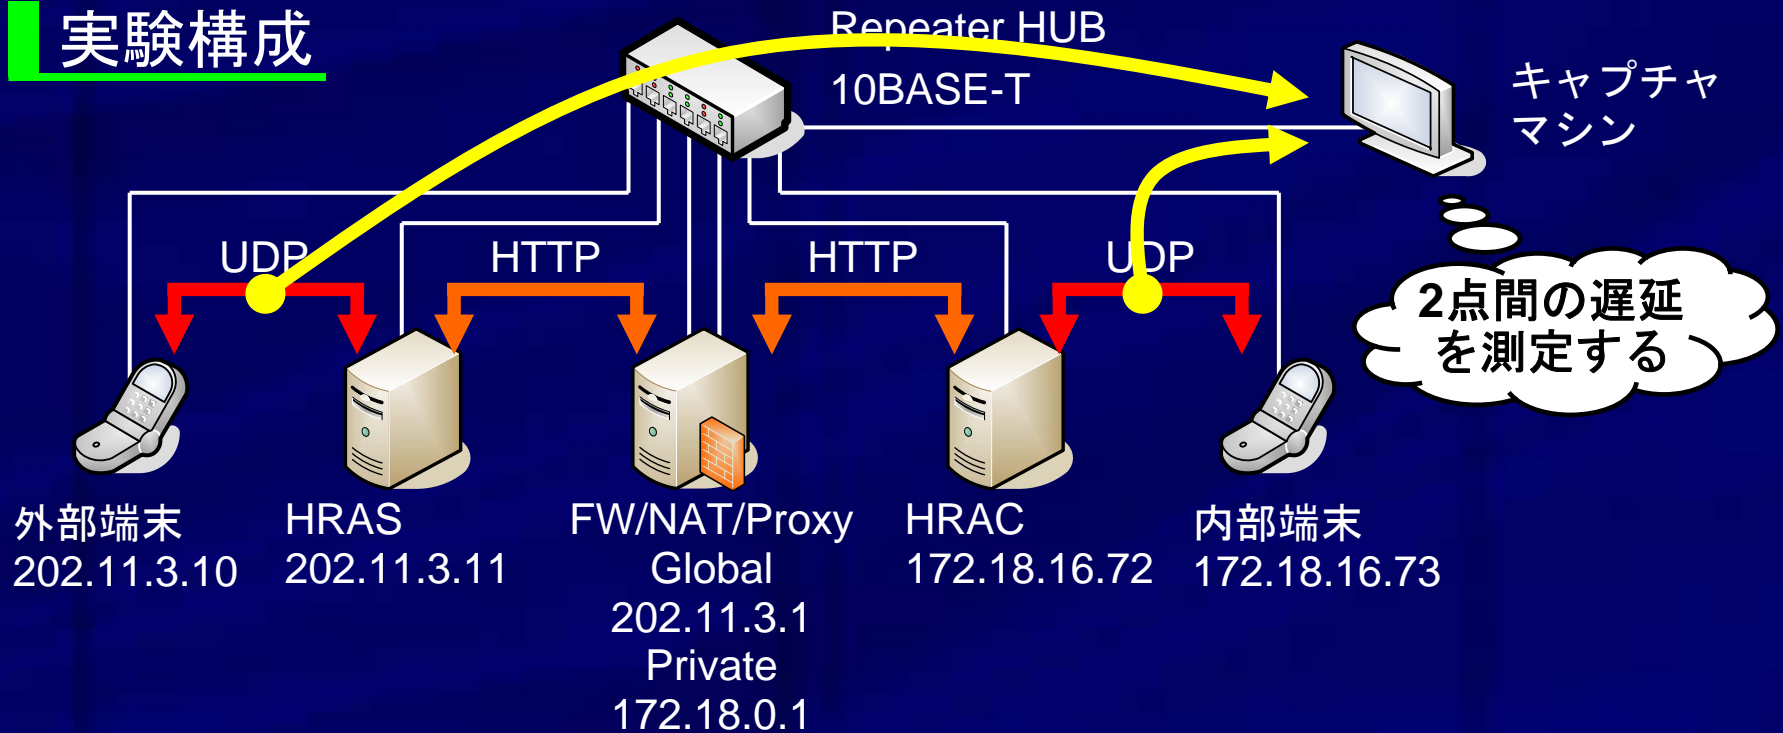 実験構成
Repeater HUB
10BASE-T
キャプチャ
マシン
UDP
HTTP
HTTP
UDP
2点間の遅延
を測定する
外部端末
202.11.3.10
HRAS
202.11.3.11
FW/NAT/Proxy
Global
202.11.3.1
Private
172.18.0.1
HRAC
172.18.16.72
内部端末
172.18.16.73